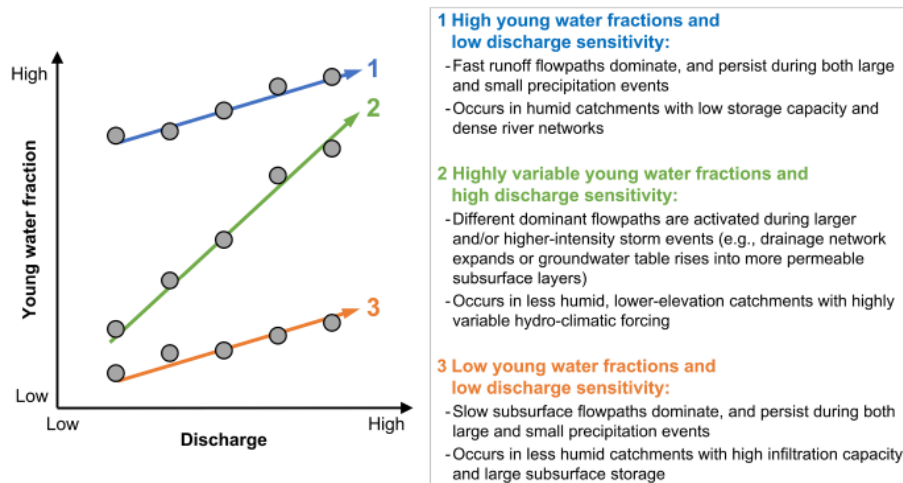 High
Young water fraction
Low
Low
Discharge
High
1
2
3
1 High young water fractions and
low discharge sensitivity:
-Fast runoff flowpaths dominate, and persist during both large
and small precipitation events
-Occurs in humid catchments with low storage capacity and
dense river networks
2 Highly variable young water fractions and
high discharge sensitivity:
-Different dominant flowpaths are activated during larger
and/or higher-intensity storm events (e.g., drainage network
expands or groundwater table rises into more permeable
subsurface layers)
-Occurs in less humid, lower-elevation catchments with highly
variable hydro-climatic forcing
3 Low young water fractions and
low discharge sensitivity:
-Slow subsurface flowpaths dominate, and persist during both
large and small precipitation events
-Occurs in less humid catchments with high infiltration capacity
and large subsurface storage